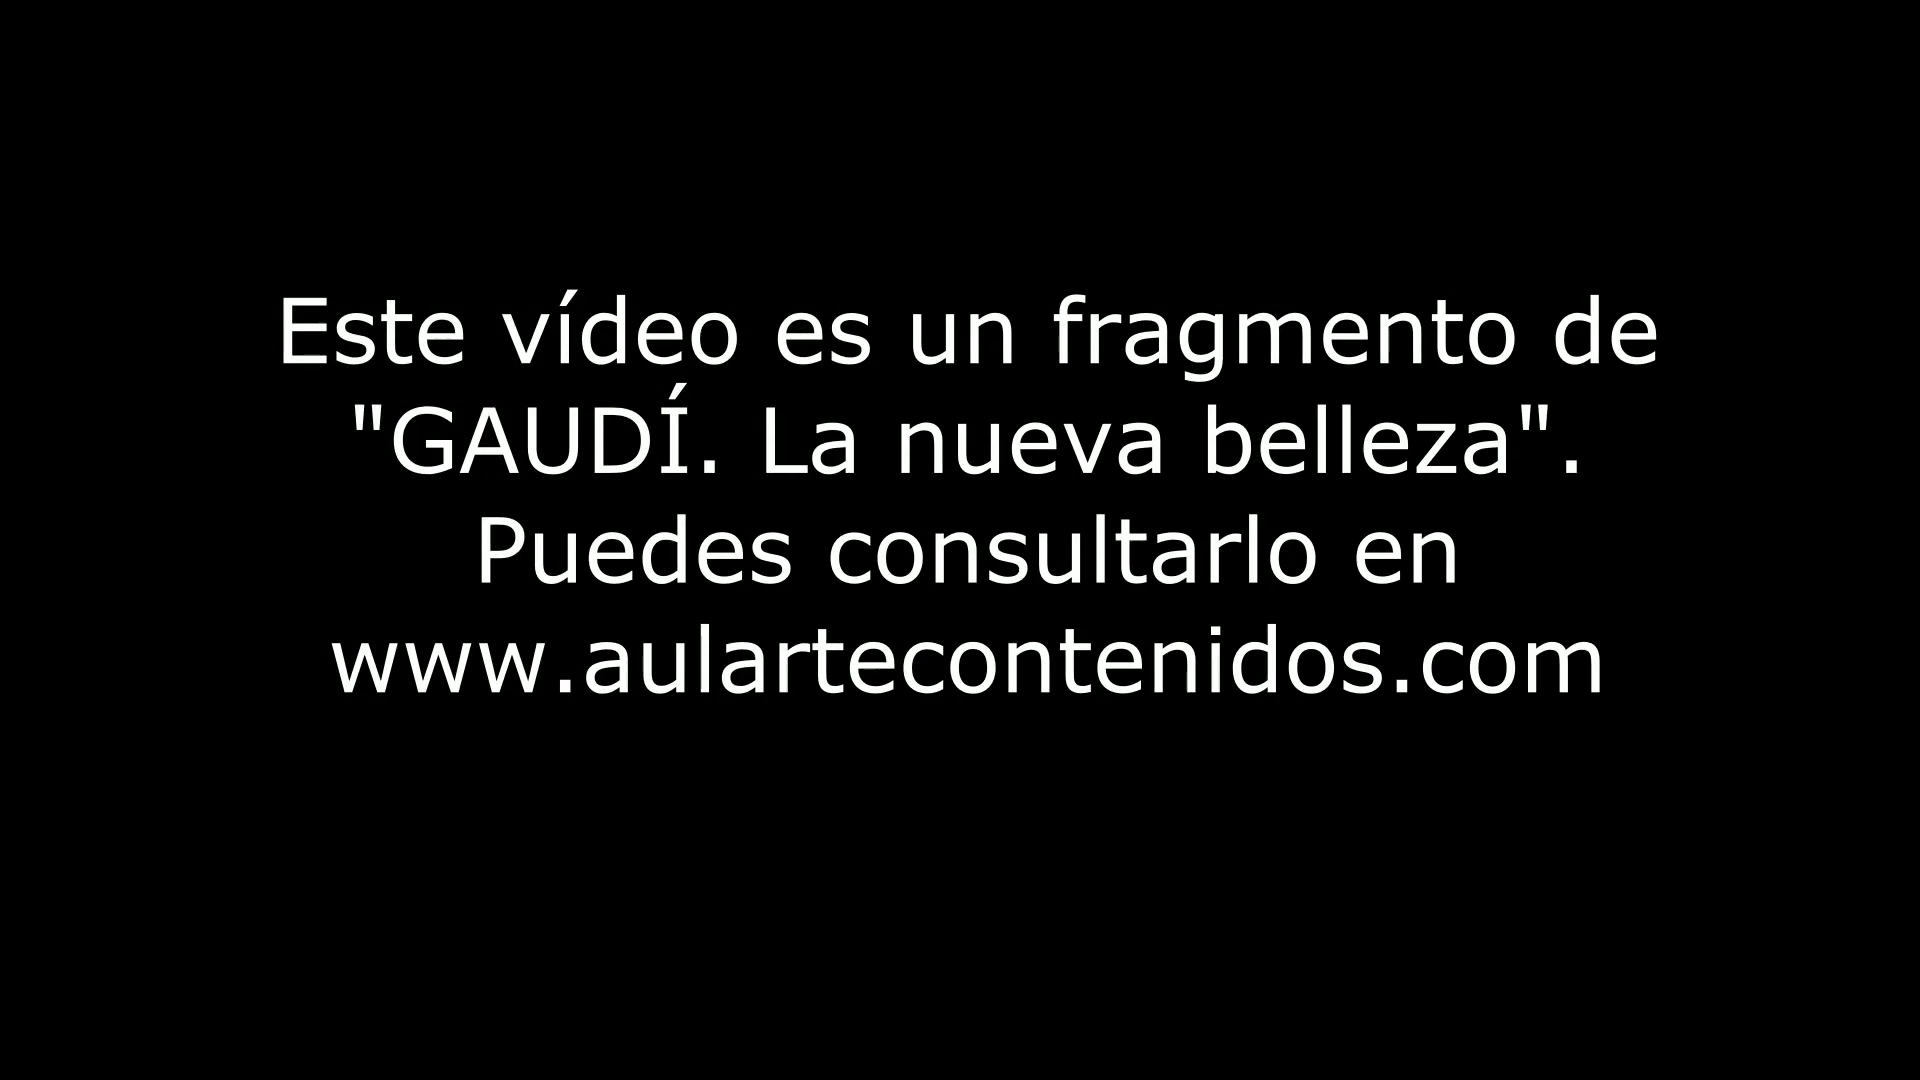 Este vídeo es un fragmento de
"GAUDÍ. La nueva belleza".
Puedes consultarlo en
www.aulartecontenidos.com